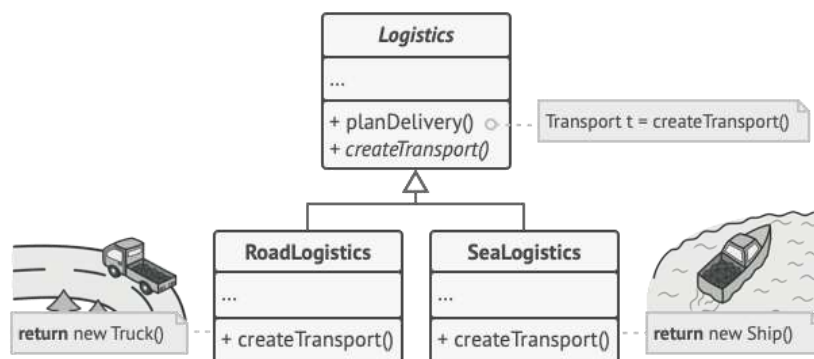 Logistics
...
+ planDelivery()
Transport t = createTransport()
+ createTransport()
RoadLogistics
SeaLogistics
...
...
return new Truck()
+ createTransport()
+ createTransport()
return new Ship()